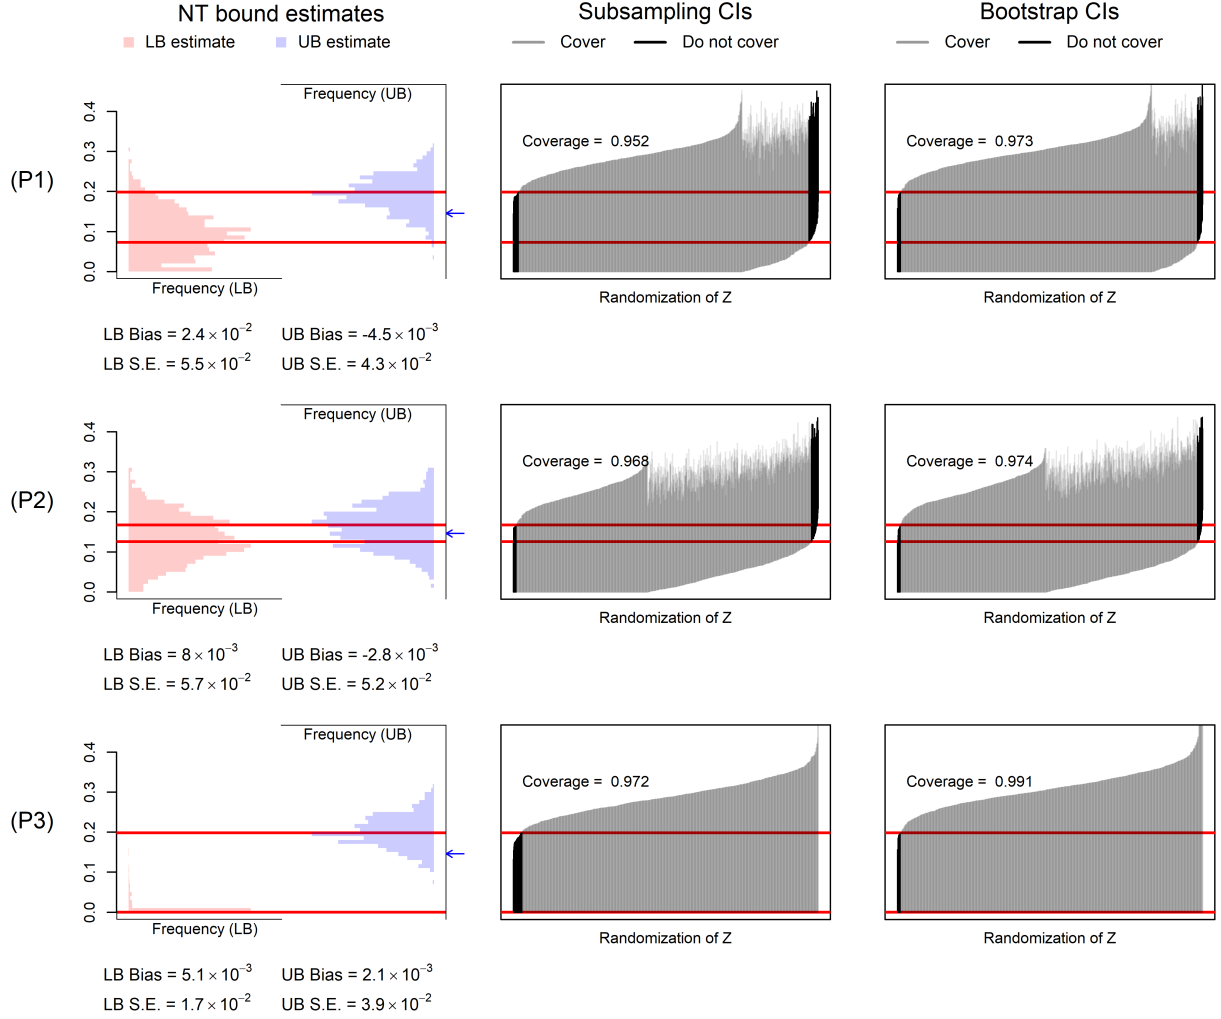 NT bound estimates
LB estimate UB estimate
Subsampling CIs
Cover Do not cover
Bootstrap CIs
Cover Do not cover
(P1)
Frequency (UB)
0.0 0.1 0.2 0.3 0.4
Frequency (LB)
LB Bias = 2.4 × 10⁻² UB Bias = -4.5 × 10⁻³
LB S.E. = 5.5 × 10⁻² UB S.E. = 4.3 × 10⁻²
Coverage = 0.952
Randomization of Z
Coverage = 0.973
Randomization of Z
(P2)
Frequency (UB)
0.0 0.1 0.2 0.3 0.4
Frequency (LB)
LB Bias = 8 × 10⁻³ UB Bias = -2.8 × 10⁻³
LB S.E. = 5.7 × 10⁻² UB S.E. = 5.2 × 10⁻²
Coverage = 0.968
Randomization of Z
Coverage = 0.974
Randomization of Z
(P3)
Frequency (UB)
0.0 0.1 0.2 0.3 0.4
Frequency (LB)
LB Bias = 5.1 × 10⁻³ UB Bias = 2.1 × 10⁻³
LB S.E. = 1.7 × 10⁻² UB S.E. = 3.9 × 10⁻²
Coverage = 0.972
Randomization of Z
Coverage = 0.991
Randomization of Z